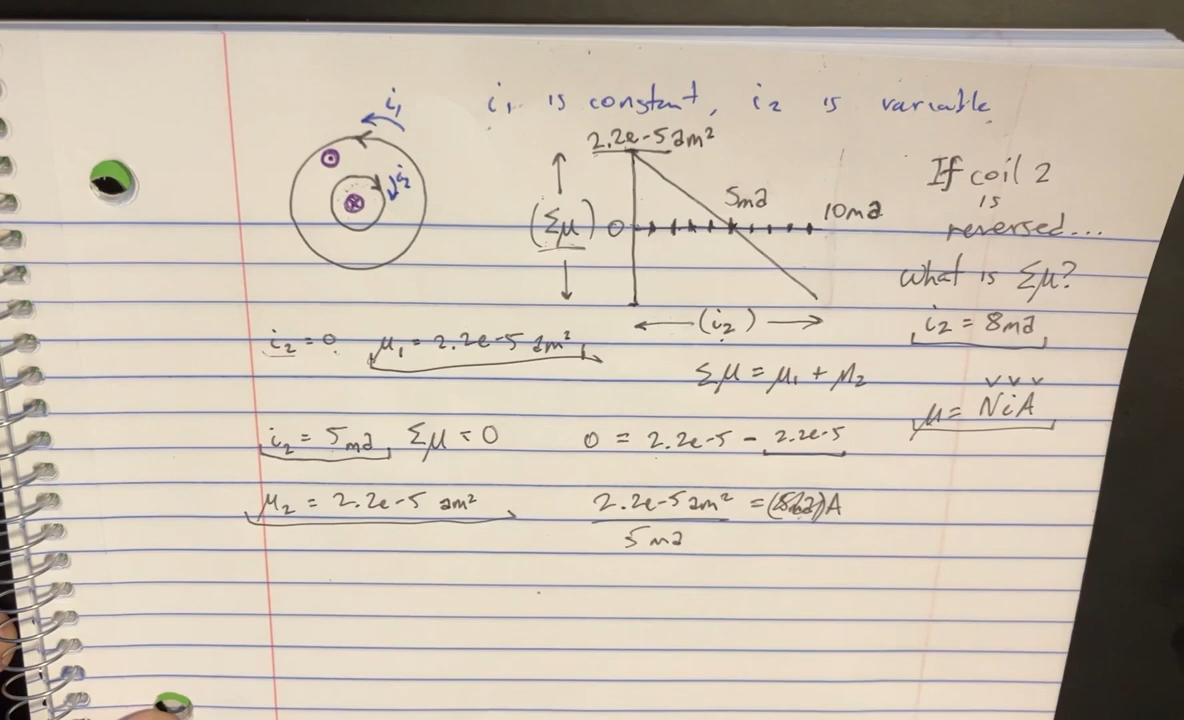 i₁ is constant, i₂ is variable
i₁
i₂
2.2e-5 am²
5ma
10ma
(Σμ) 0
← (i₂) →
If coil 2
is
reversed...
What is Σμ?
i₂ = 8ma
μ = NiA
i₂ = 0 μ₁ = 2.2e-5 am²
Σμ = μ₁ + μ₂
i₂ = 5ma Σμ = 0
0 = 2.2e-5 - 2.2e-5
μ₂ = 2.2e-5 am²
2.2e-5 am² = A
5ma